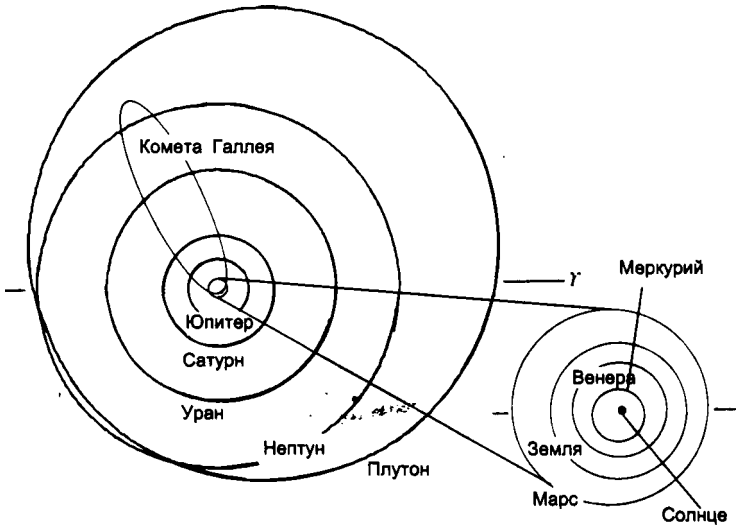 Комета Галлея
ϒ
Меркурий
Юпитер
Сатурн
Венера
Уран
Нептун
Земля
Плутон
Марс
Солнце